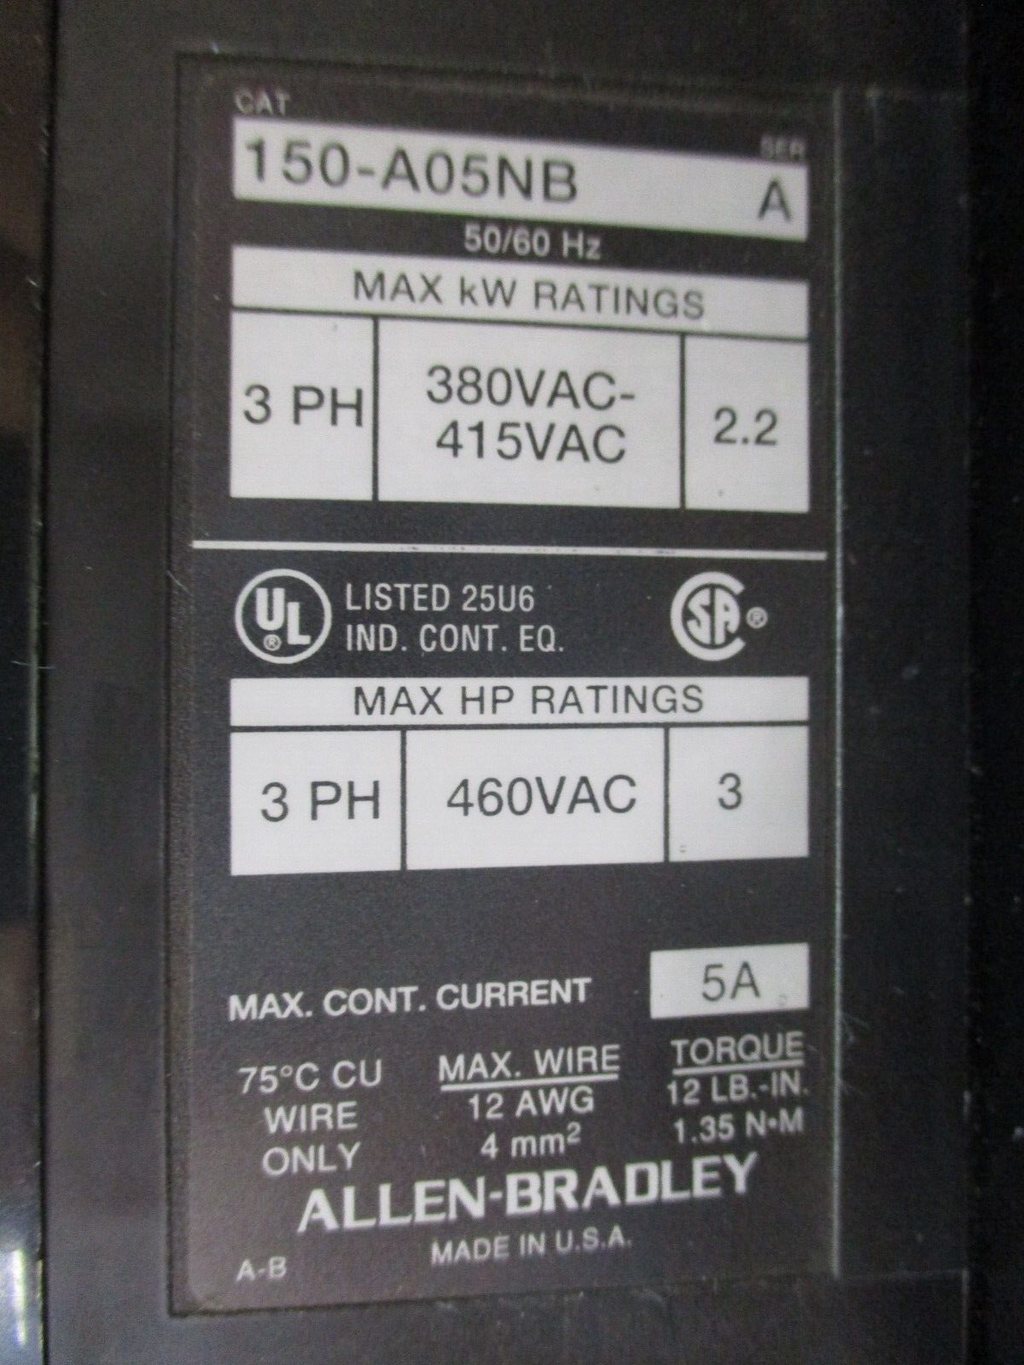 CAT
SER
150-A05NB A
50/60 Hz
MAX kW RATINGS
3 PH
380VAC-
415VAC
2.2
UL®
LISTED 25U6
IND. CONT. EQ.
SA®
MAX HP RATINGS
3 PH 460VAC 3
MAX. CONT. CURRENT 5A
75°C CU
WIRE
ONLY
MAX. WIRE
12 AWG
4 mm²
TORQUE
12 LB.-IN.
1.35 N•M
ALLEN-BRADLEY
MADE IN U.S.A.
A-B